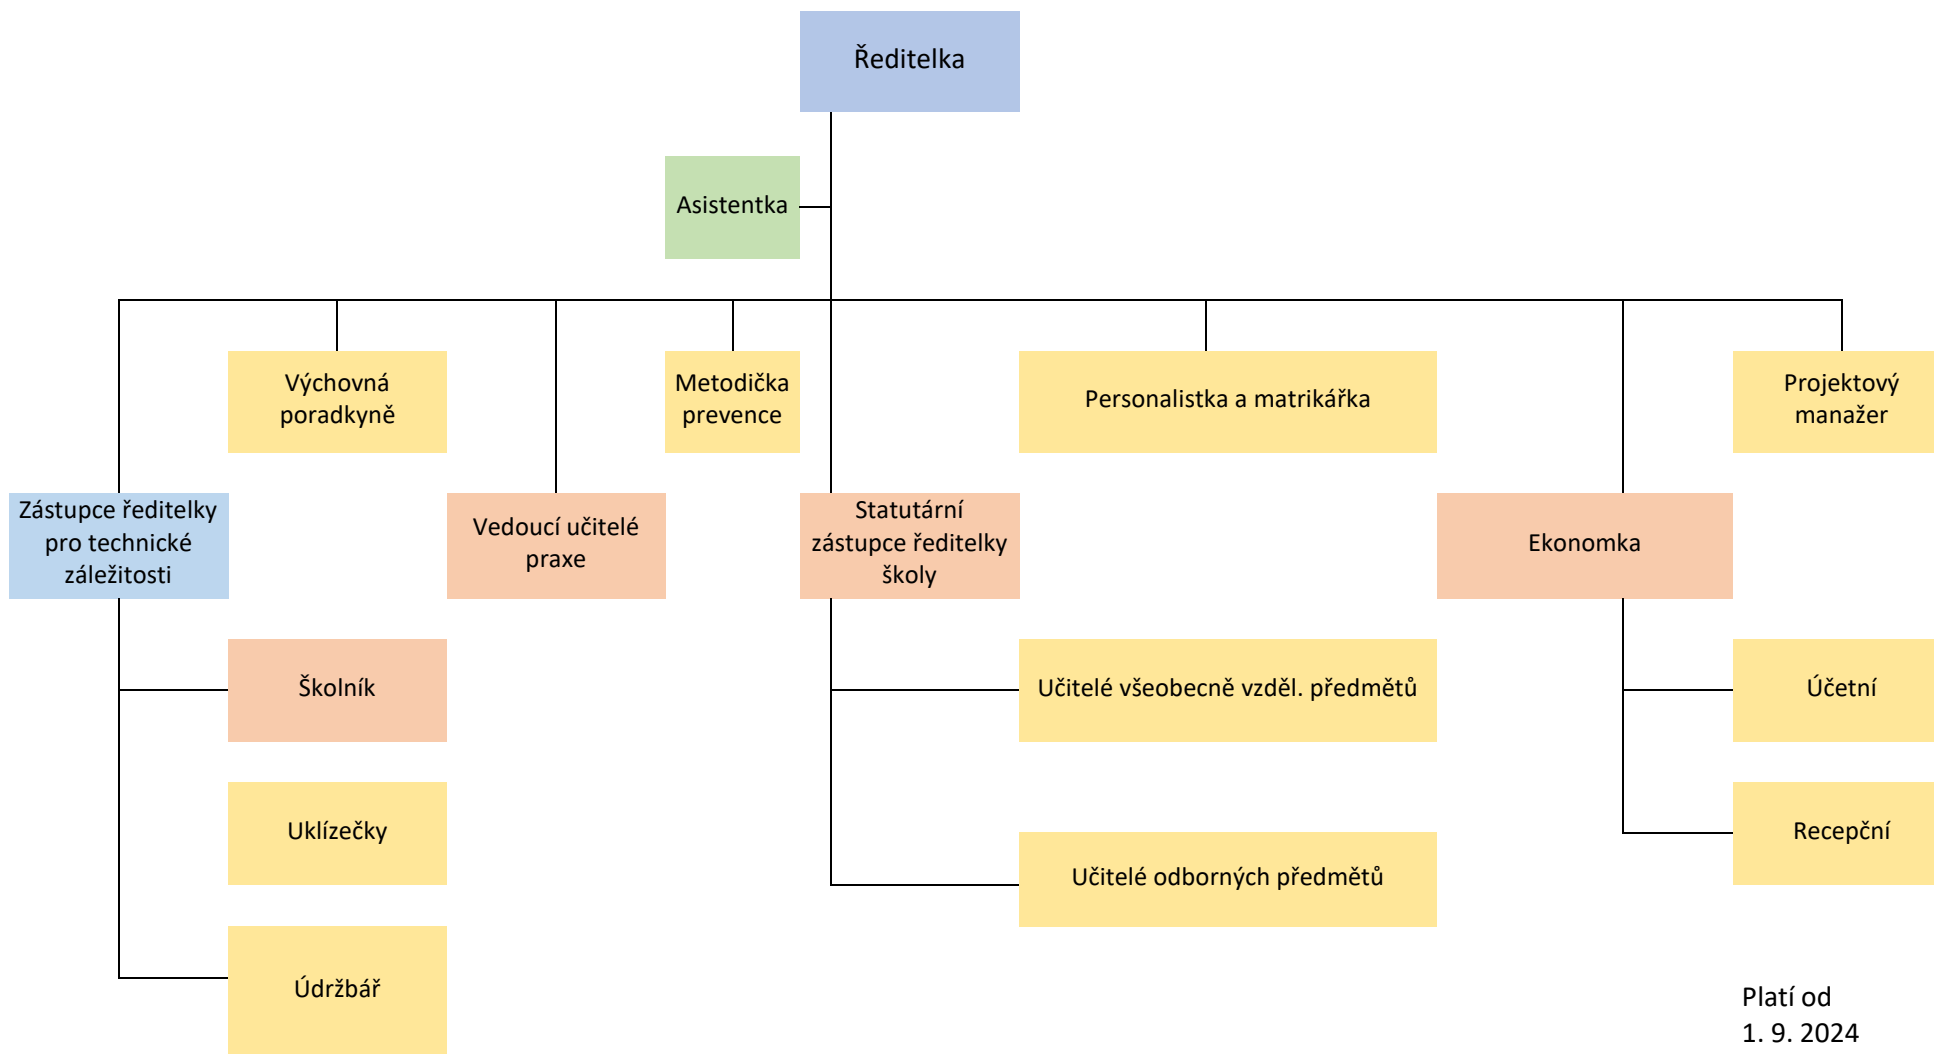 Ředitelka
Asistentka
Výchovná
poradkyně
Metodička
prevence
Personalistka a matrikářka
Projektový
manažer
Zástupce ředitelky
pro technické
záležitosti
Vedoucí učitelé
praxe
Statutární
zástupce ředitelky
školy
Ekonomka
Školník
Učitelé všeobecně vzděl. předmětů
Účetní
Uklízečky
Recepční
Učitelé odborných předmětů
Údržbář
Platí od
1. 9. 2024